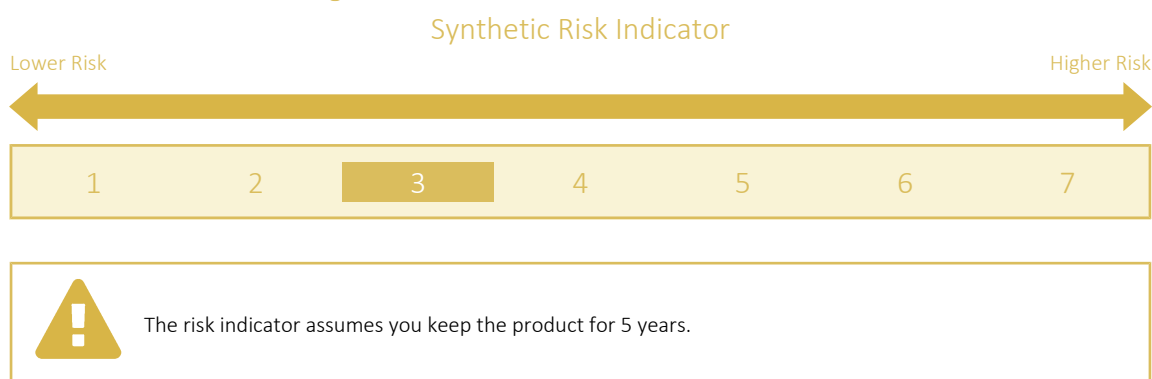 Synthetic Risk Indicator
Lower Risk Higher Risk
1 2 3 4 5 6 7
The risk indicator assumes you keep the product for 5 years.